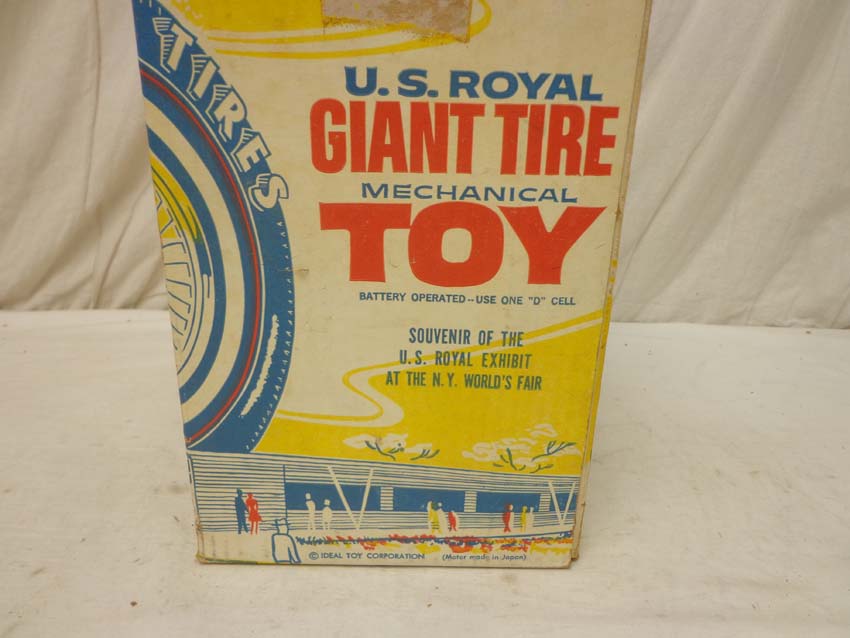 TIRES
U.S. ROYAL
GIANT TIRE
MECHANICAL
TOY
BATTERY OPERATED--USE ONE "D" CELL
SOUVENIR OF THE
U.S. ROYAL EXHIBIT
AT THE N.Y. WORLD'S FAIR
© IDEAL TOY CORPORATION (Motor made in Japan)